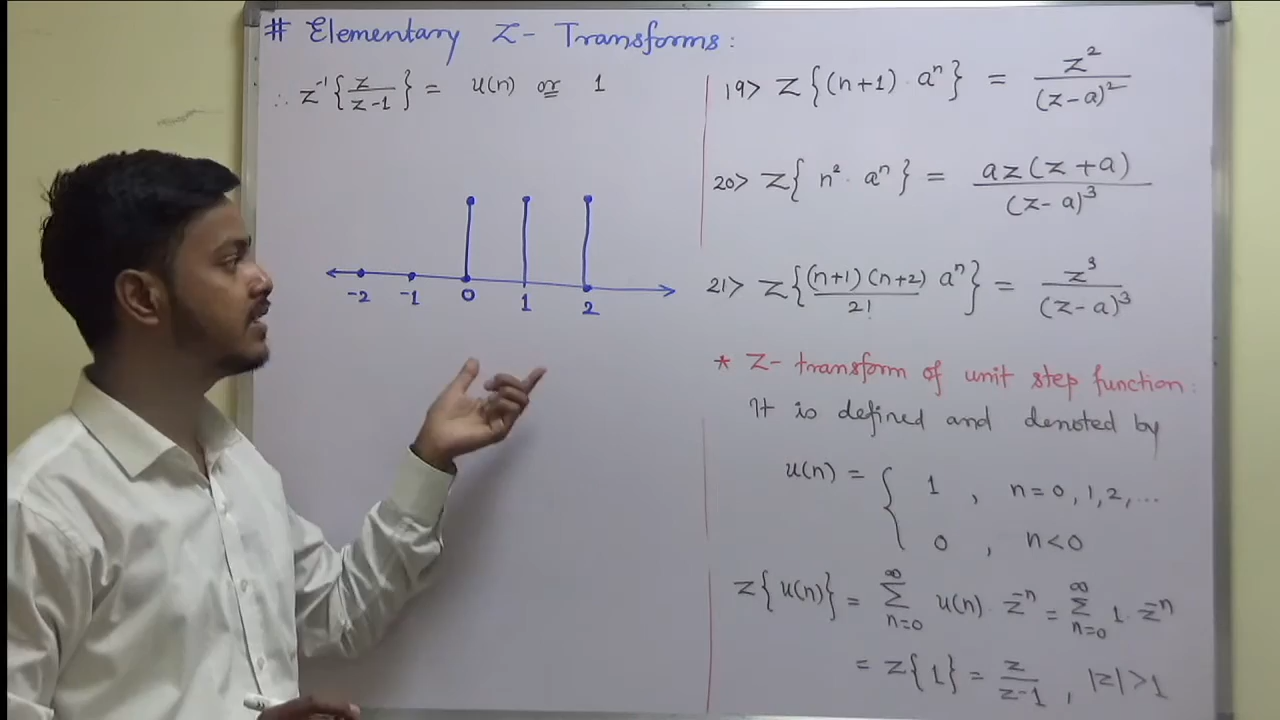 # Elementary Z- Transforms:
∴ z⁻¹{z/(z-1)} = u(n) or 1
-2 -1 0 1 2
19> Z{(n+1) · aⁿ} = z²/(z-a)²
20> Z{n² · aⁿ} = az(z+a)/(z-a)³
21> Z{(n+1)(n+2)/2! aⁿ} = z³/(z-a)³
* Z- transform of unit step function:
It is defined and denoted by
u(n) = { 1 , n=0,1,2,...
0 , n<0
Z{u(n)} = ∑_{n=0}^{∞} u(n) · z⁻ⁿ = ∑_{n=0}^{∞} 1 · z⁻ⁿ
= Z{1} = z/(z-1) , |z|>1